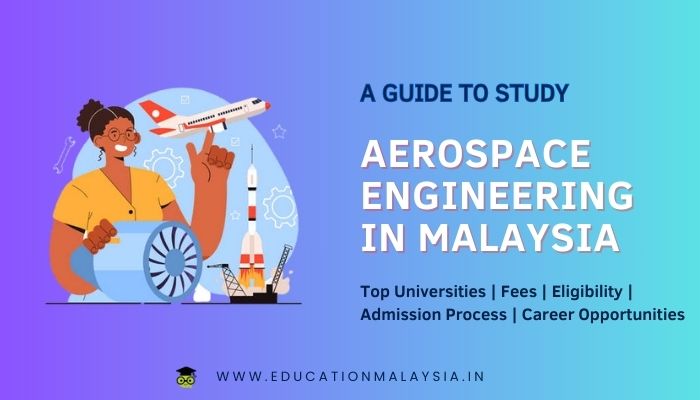 A GUIDE TO STUDY
AEROSPACE
ENGINEERING
IN MALAYSIA
Top Universities | Fees | Eligibility |
Admission Process | Career Opportunities
WWW.EDUCATIONMALAYSIA.IN